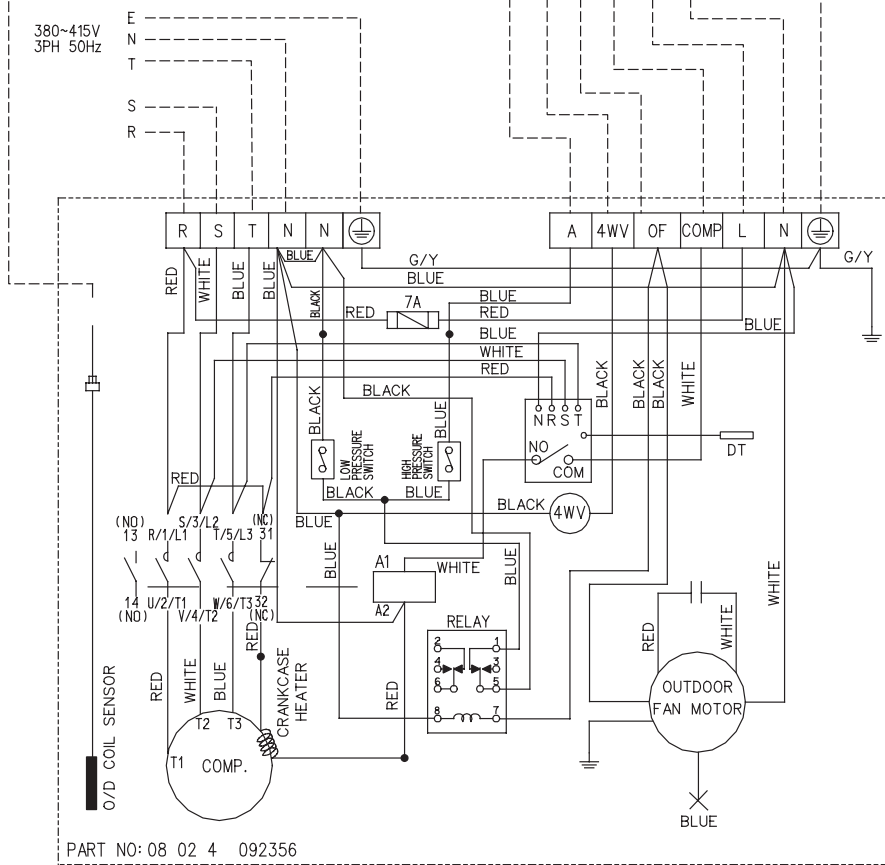 380~415V
3PH 50Hz
E
N
T
S
R
R S T N N
A 4WV OF COMP L N
BLUE
G/Y
G/Y
BLUE
RED
WHITE
BLUE
BLUE
BLACK
RED
7A
BLUE
RED
BLUE
BLUE
WHITE
RED
BLACK
BLACK
LOW
PRESSURE
SWITCH
HIGH
PRESSURE
SWITCH
BLUE
N R S T
NO
COM
DT
BLACK
BLACK
BLACK
WHITE
RED
BLACK
BLUE
BLUE
BLACK
4WV
(NO)
13
R/1/L1
S/3/L2
T/5/L3
(NC)
31
14
(NO)
U/2/T1
V/4/T2
W/6/T3
32
(NC)
BLUE
A1
A2
WHITE
BLUE
RELAY
2 1
4 3
6 5
8 7
RED
WHITE
BLUE
RED
CRANKCASE
HEATER
RED
T1
T2
T3
COMP.
O/D COIL SENSOR
RED
WHITE
WHITE
OUTDOOR
FAN MOTOR
BLUE
PART NO: 08 02 4 092356